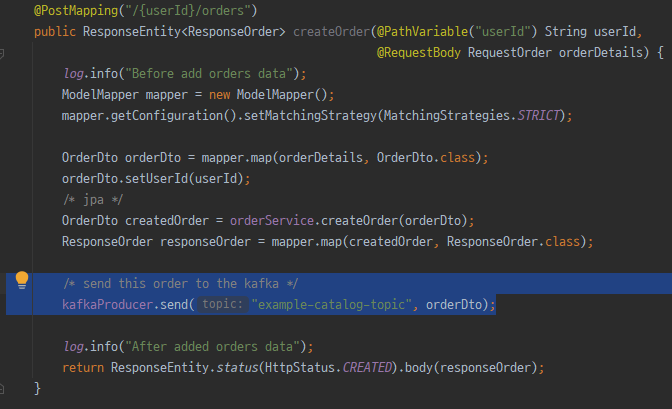 @PostMapping("/{userId}/orders")
public ResponseEntity<ResponseOrder> createOrder(@PathVariable("userId") String userId,
@RequestBody RequestOrder orderDetails) {
log.info("Before add orders data");
ModelMapper mapper = new ModelMapper();
mapper.getConfiguration().setMatchingStrategy(MatchingStrategies.STRICT);
OrderDto orderDto = mapper.map(orderDetails, OrderDto.class);
orderDto.setUserId(userId);
/* jpa */
OrderDto createdOrder = orderService.createOrder(orderDto);
ResponseOrder responseOrder = mapper.map(createdOrder, ResponseOrder.class);
/* send this order to the kafka */
kafkaProducer.send( topic: "example-catalog-topic", orderDto);
log.info("After added orders data");
return ResponseEntity.status(HttpStatus.CREATED).body(responseOrder);
}